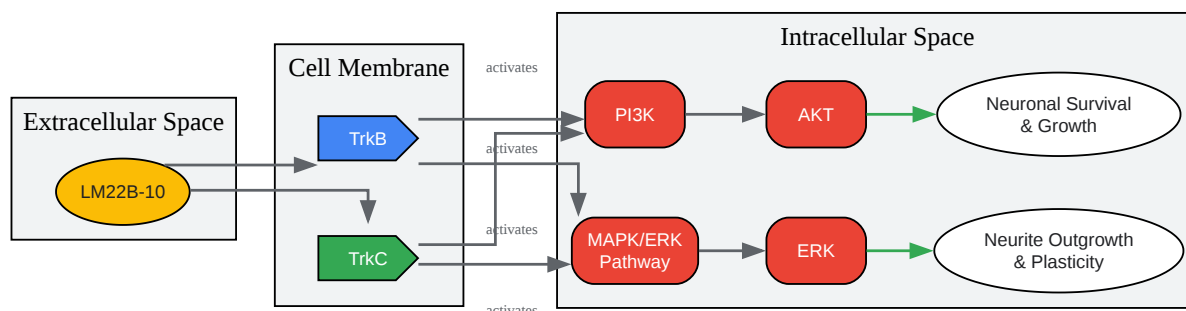 Extracellular Space
LM22B-10
Cell Membrane
TrkB
TrkC
activates
activates
activates
activates
Intracellular Space
PI3K
AKT
Neuronal Survival
& Growth
MAPK/ERK
Pathway
ERK
Neurite Outgrowth
& Plasticity